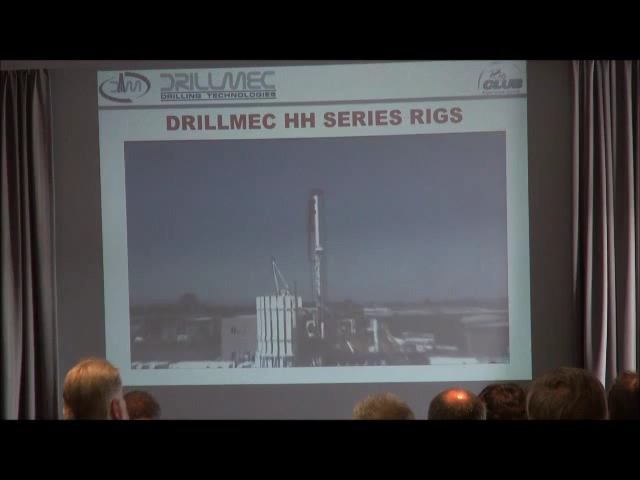 DRILLMEC
DRILLING TECHNOLOGIES
CLUB
DRILLMEC HH SERIES RIGS